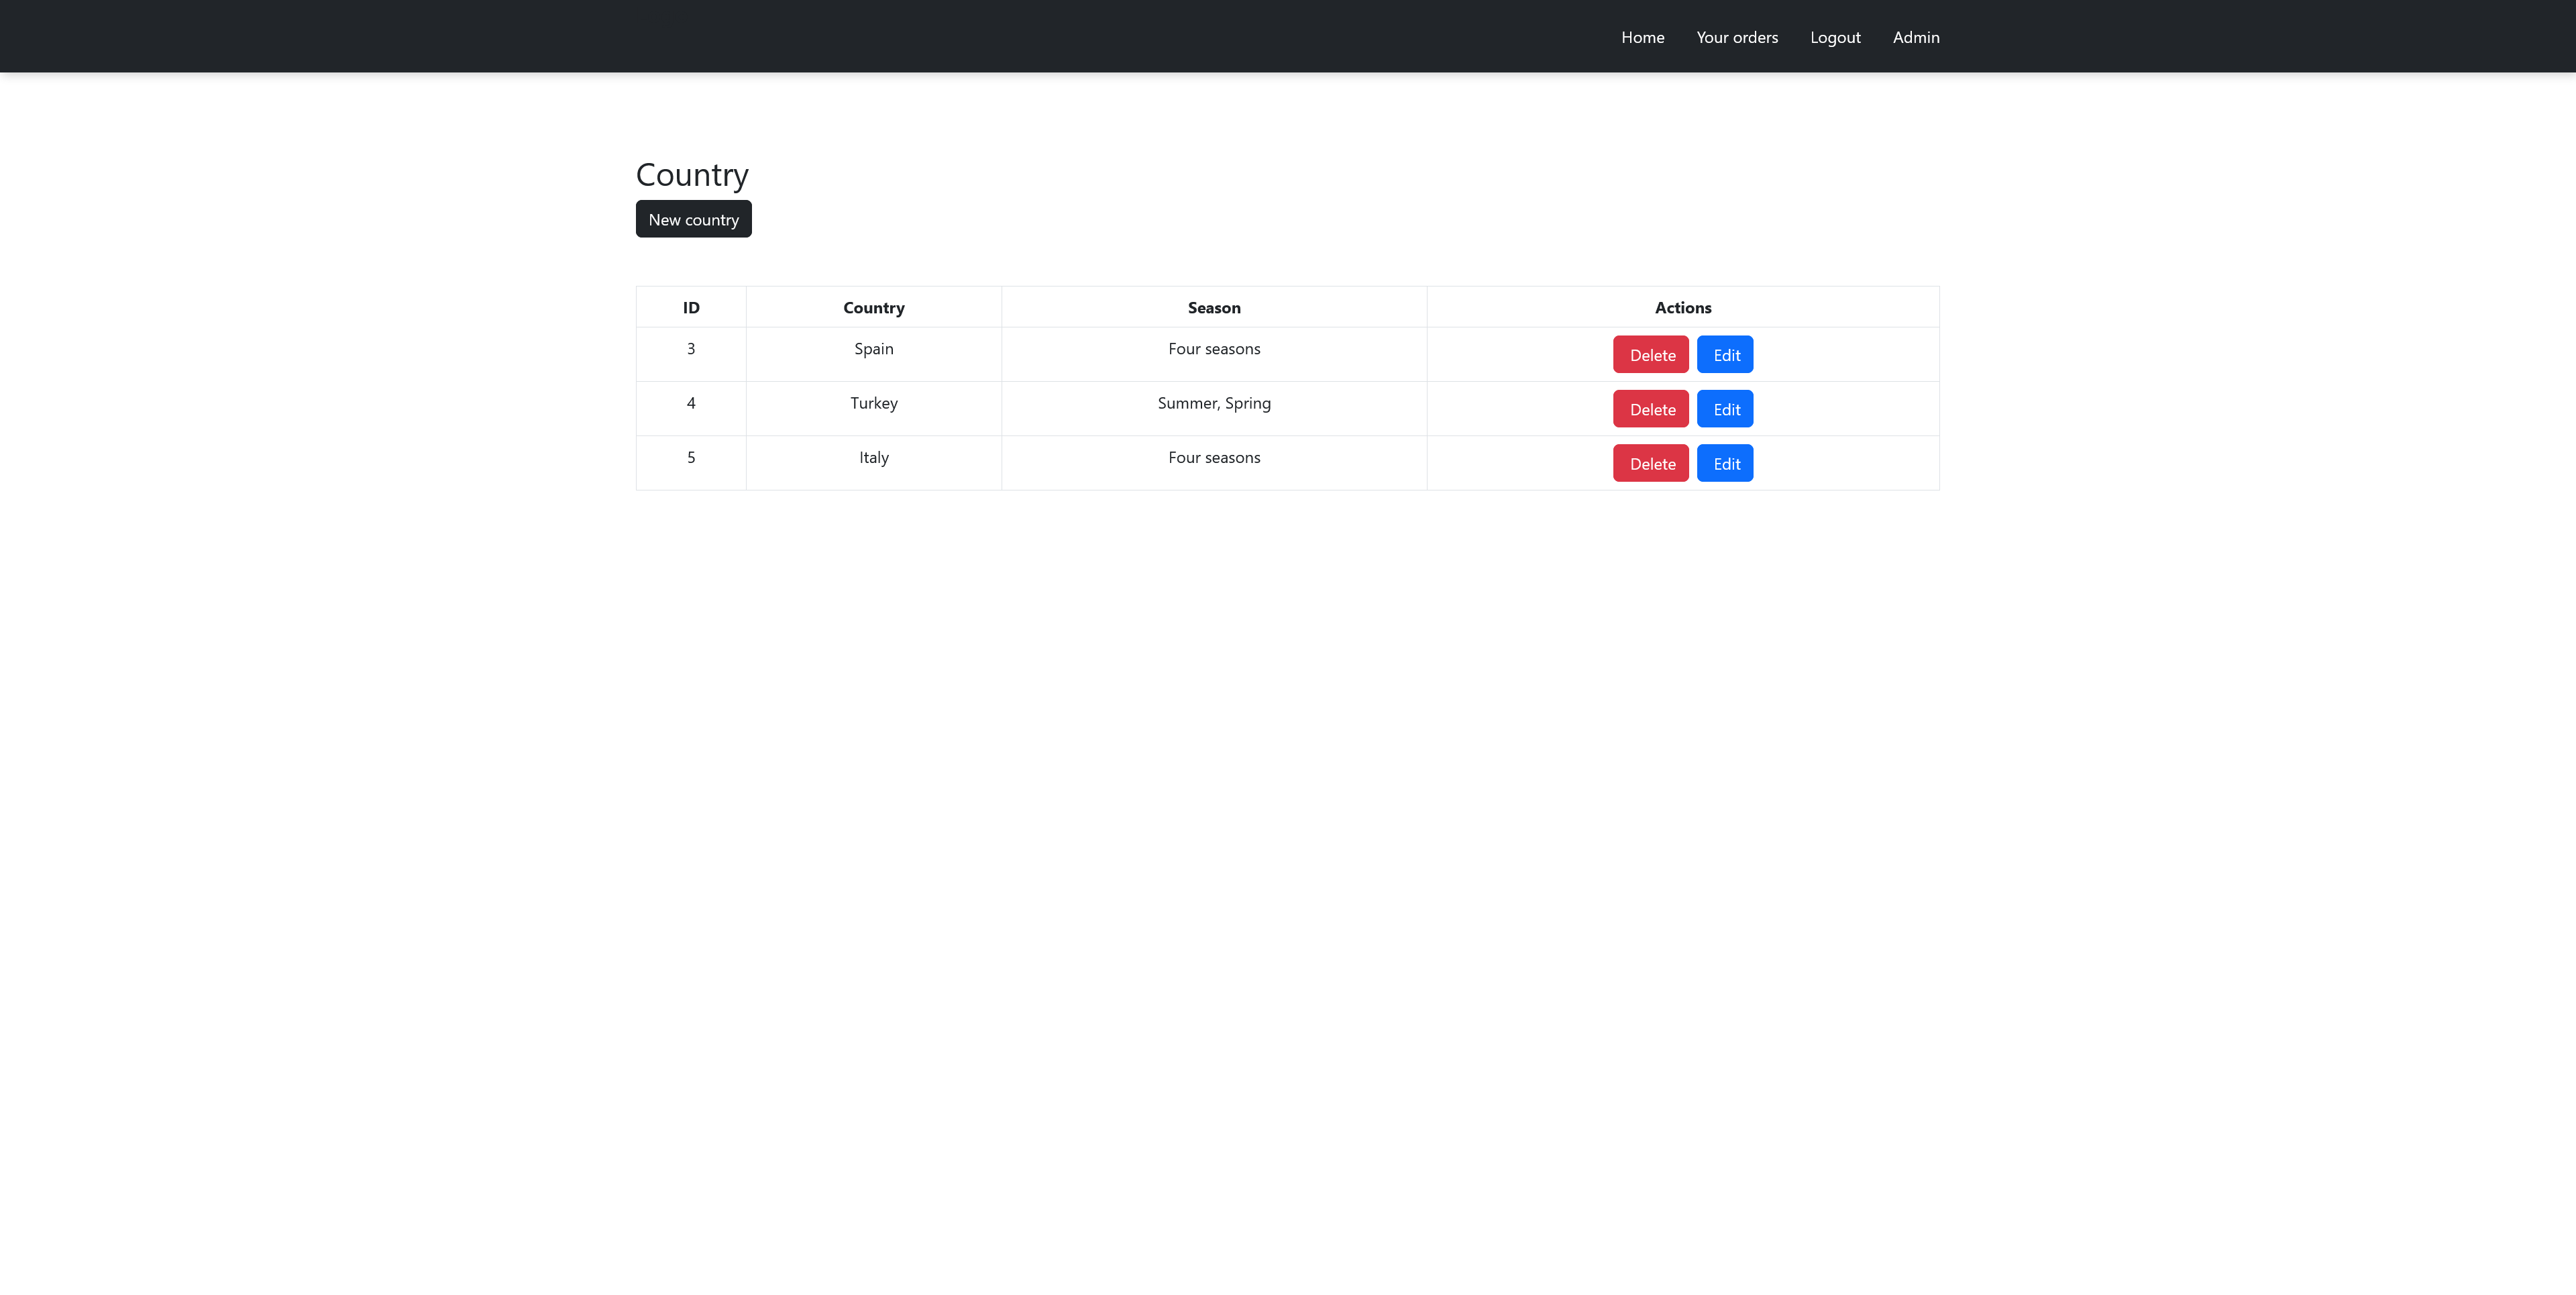 Home Your orders Logout Admin
Country
New country
ID Country Season Actions
3 Spain Four seasons Delete Edit
4 Turkey Summer, Spring Delete Edit
5 Italy Four seasons Delete Edit